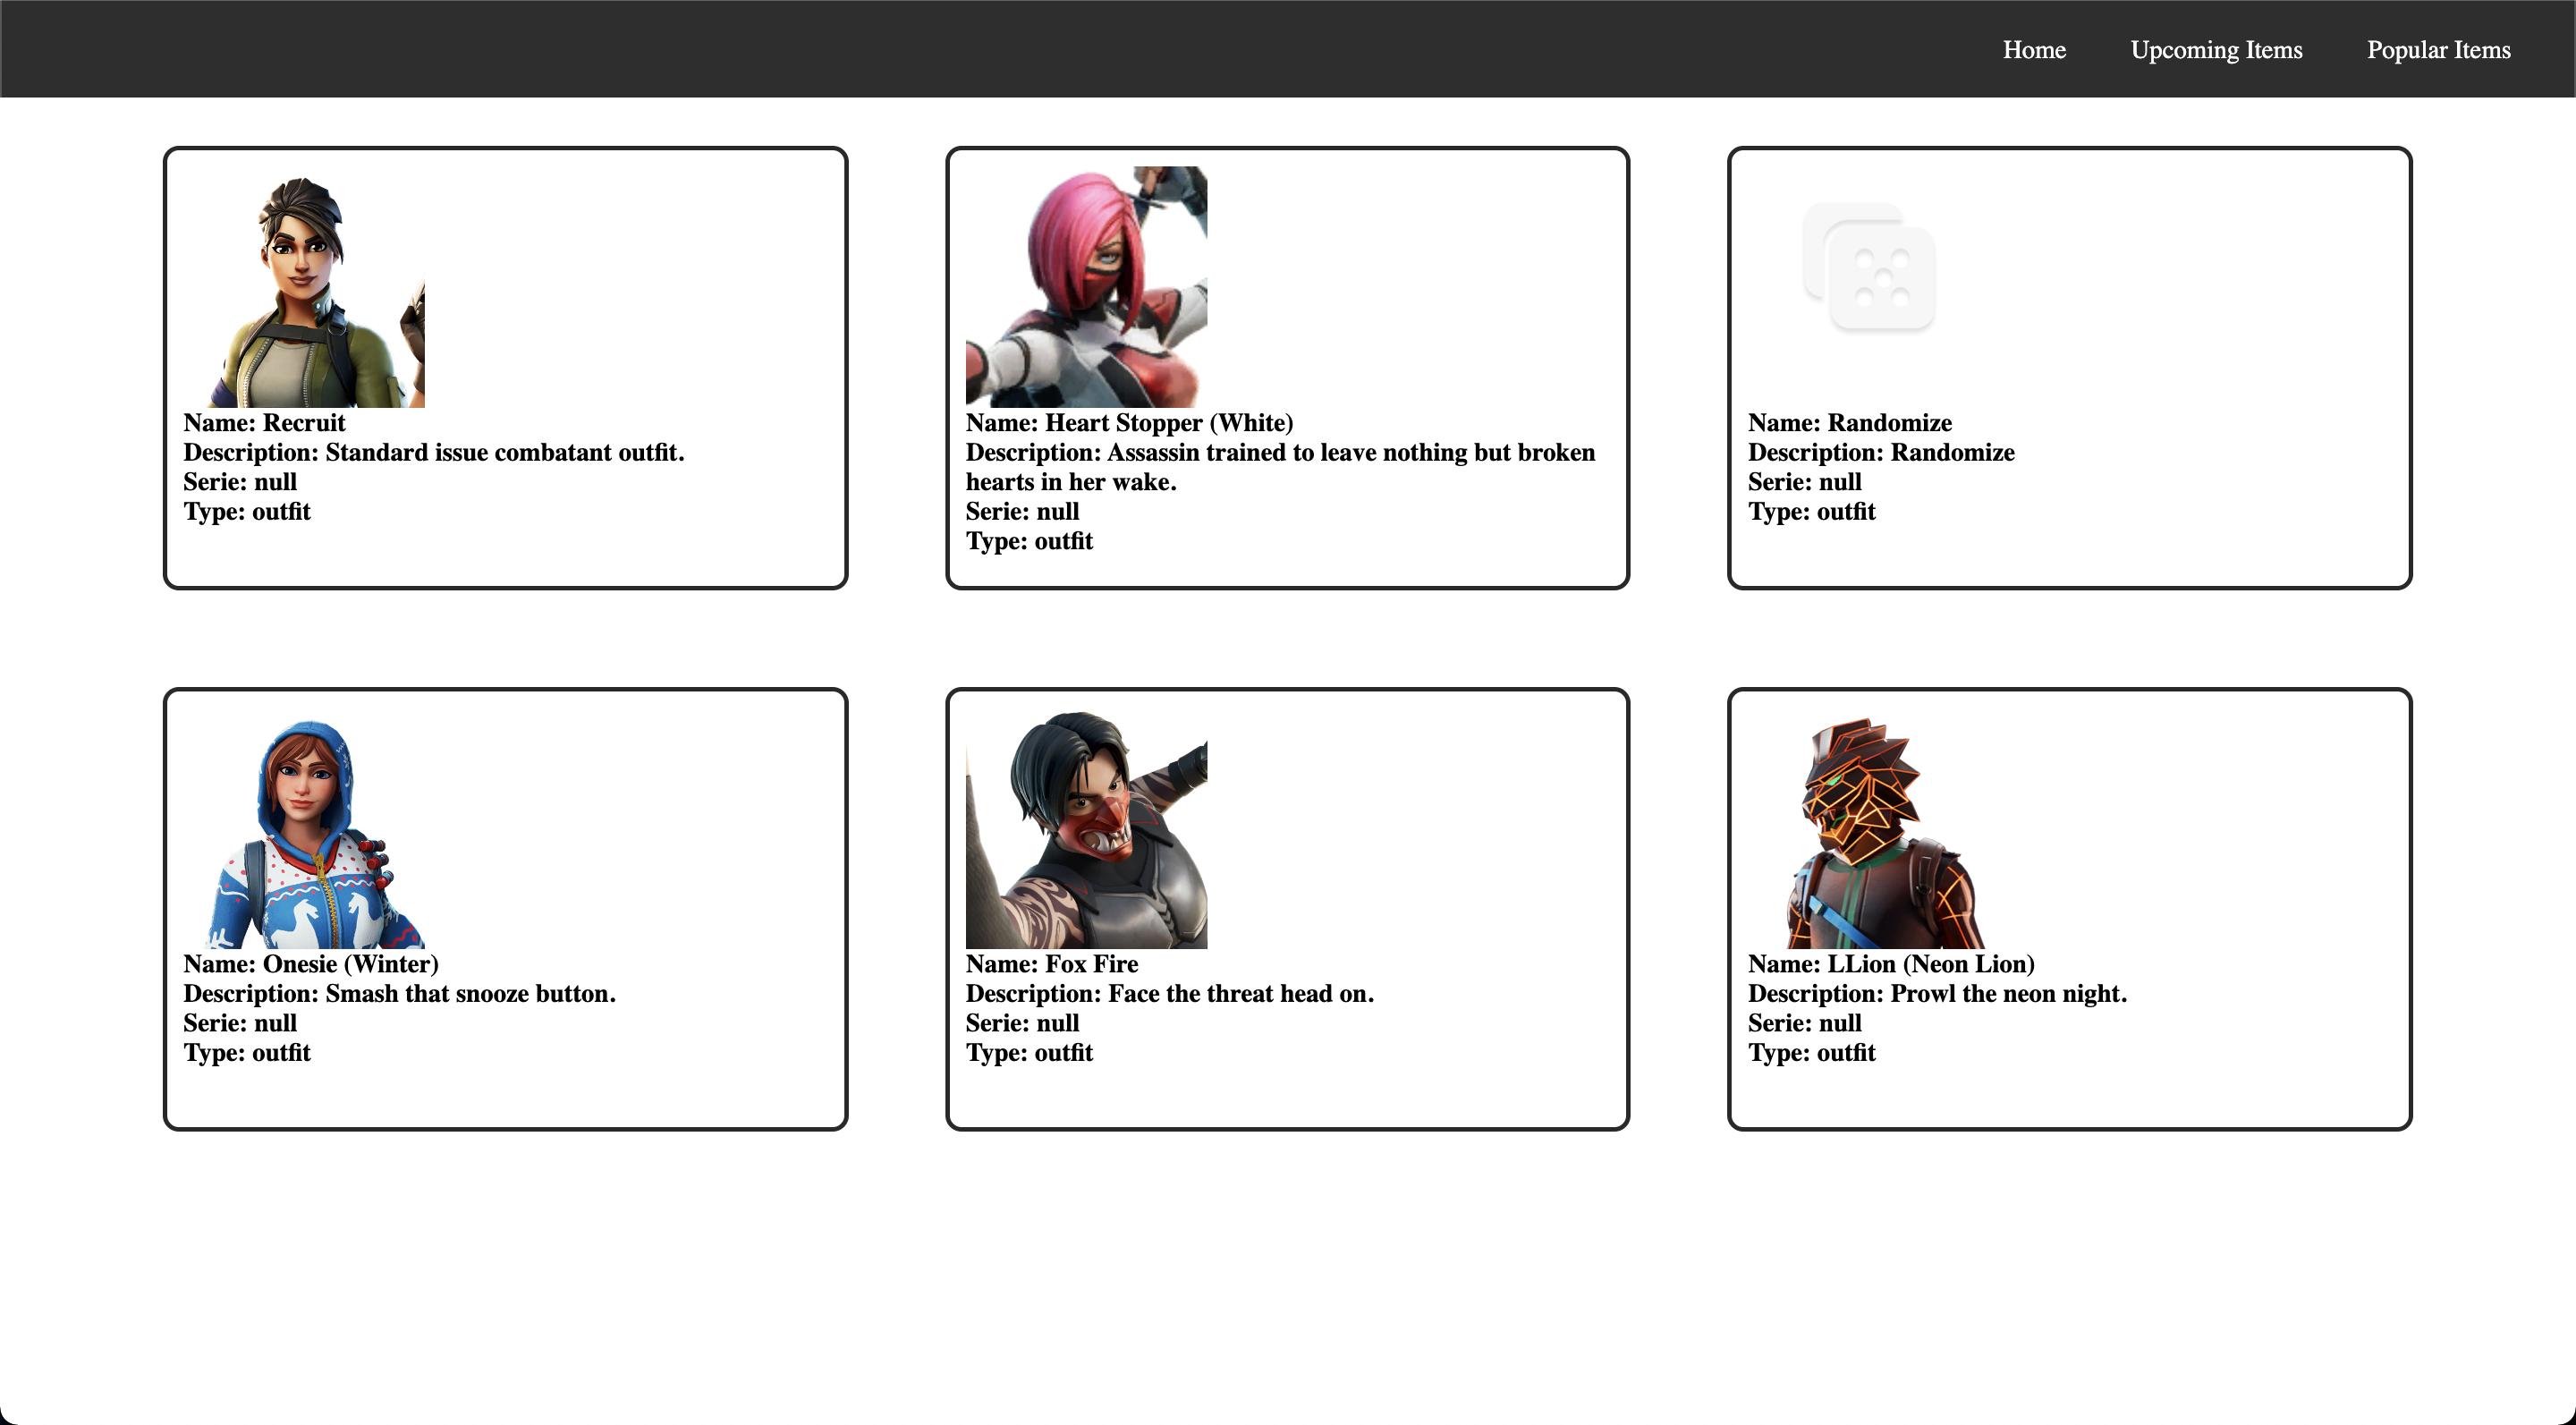 Home Upcoming Items Popular Items
Name: Recruit
Description: Standard issue combatant outfit.
Serie: null
Type: outfit
Name: Heart Stopper (White)
Description: Assassin trained to leave nothing but broken
hearts in her wake.
Serie: null
Type: outfit
Name: Randomize
Description: Randomize
Serie: null
Type: outfit
Name: Onesie (Winter)
Description: Smash that snooze button.
Serie: null
Type: outfit
Name: Fox Fire
Description: Face the threat head on.
Serie: null
Type: outfit
Name: LLion (Neon Lion)
Description: Prowl the neon night.
Serie: null
Type: outfit